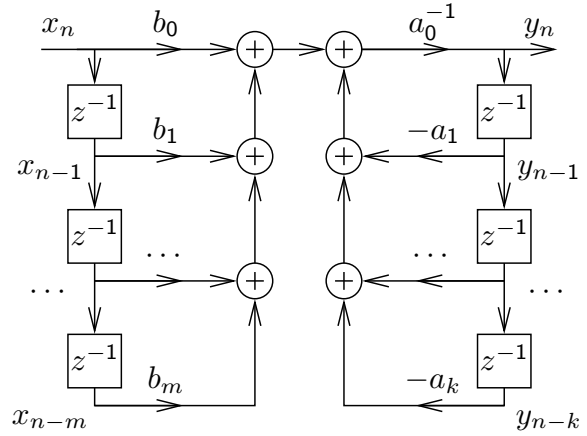 x_n b_0 a_0^{-1} y_n
+ +
z^{-1} z^{-1}
b_1 -a_1
x_{n-1} + + y_{n-1}
z^{-1} z^{-1}
... ...
... + + ...
z^{-1} z^{-1}
b_m -a_k
x_{n-m} y_{n-k}